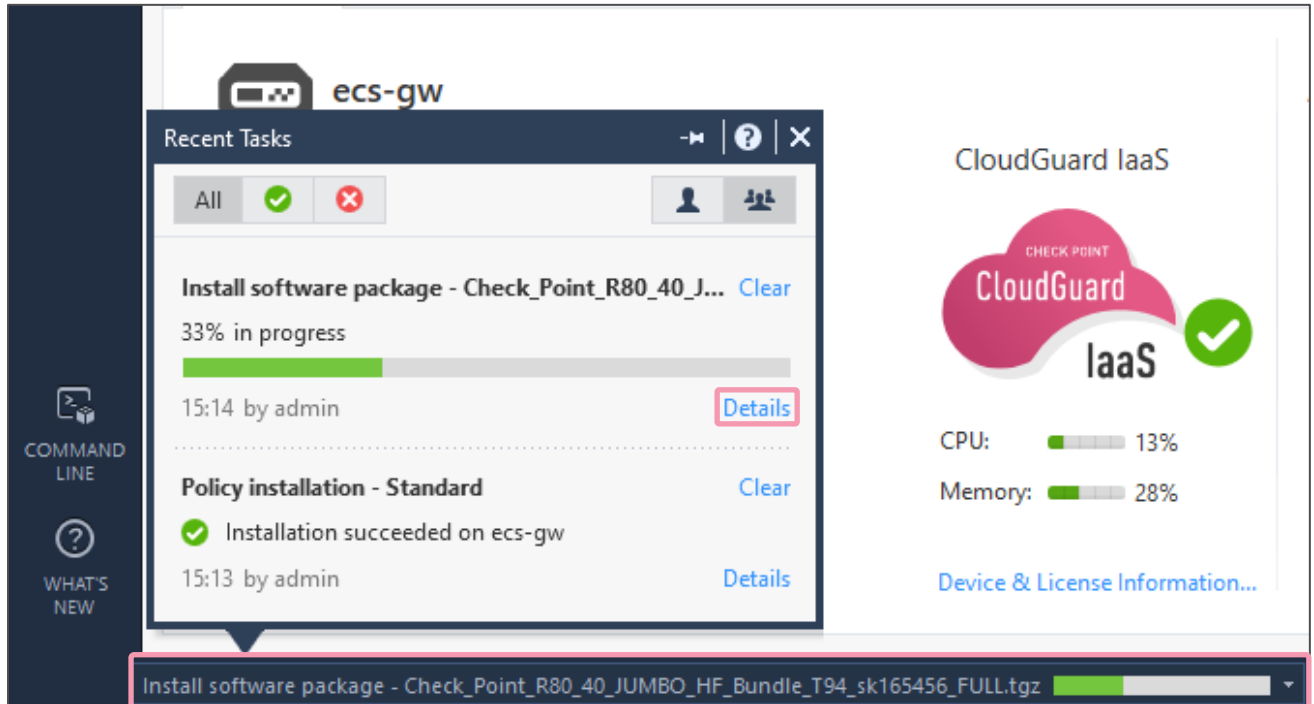 ecs-gw
Recent Tasks
All
Install software package - Check_Point_R80_40_J... Clear
33% in progress
15:14 by admin
Details
Policy installation - Standard
Clear
Installation succeeded on ecs-gw
15:13 by admin
Details
COMMAND
LINE
WHAT'S
NEW
CloudGuard IaaS
CHECK POINT
CloudGuard
IaaS
CPU: 13%
Memory: 28%
Device & License Information...
Install software package - Check_Point_R80_40_JUMBO_HF_Bundle_T94_sk165456_FULL.tgz